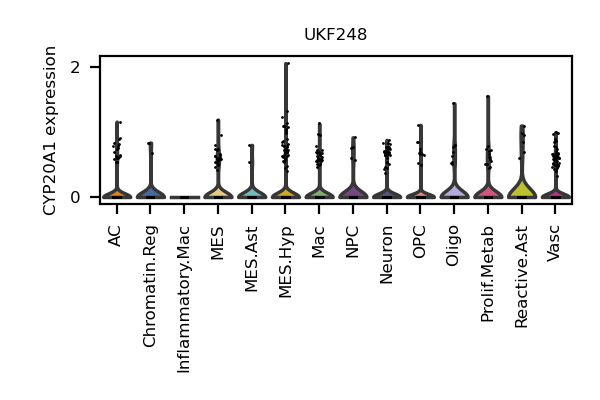 UKF248
CYP20A1 expression
2
0
AC
Chromatin.Reg
Inflammatory.Mac
MES
MES.Ast
MES.Hyp
Mac
NPC
Neuron
OPC
Oligo
Prolif.Metab
Reactive.Ast
Vasc